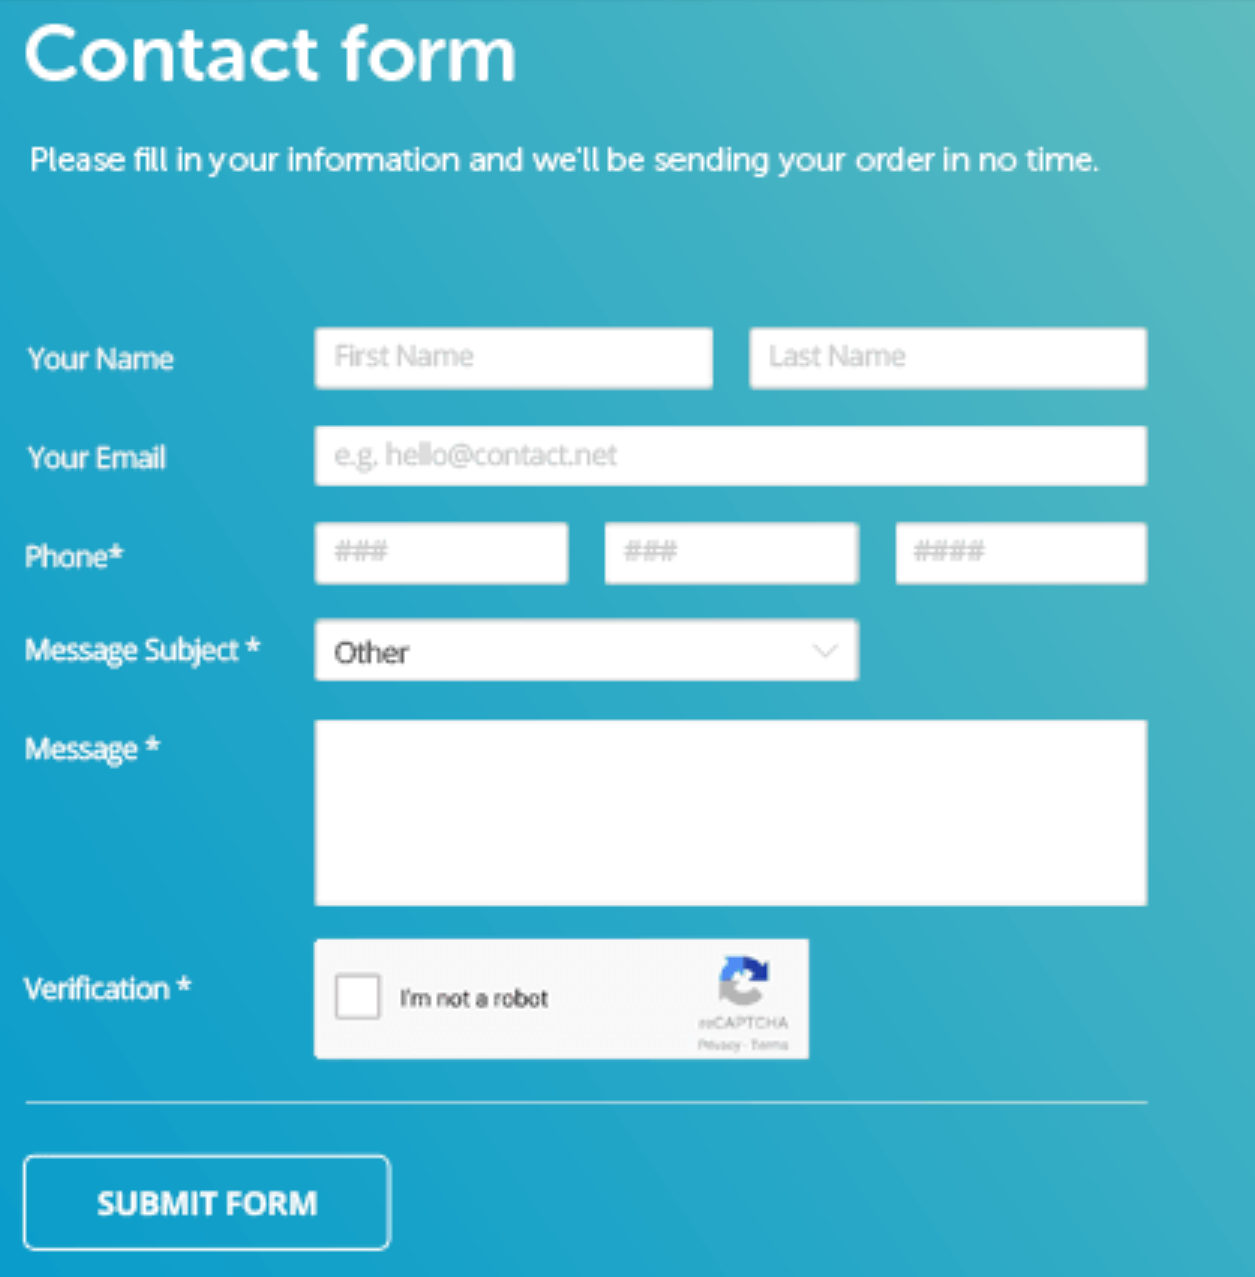 Contact form
Please fill in your information and we'll be sending your order in no time.
Your Name First Name Last Name
Your Email e.g. hello@contact.net
Phone* ### ### ####
Message Subject * Other
Message *
Verification * I'm not a robot
reCAPTCHA
Privacy - Terms
SUBMIT FORM